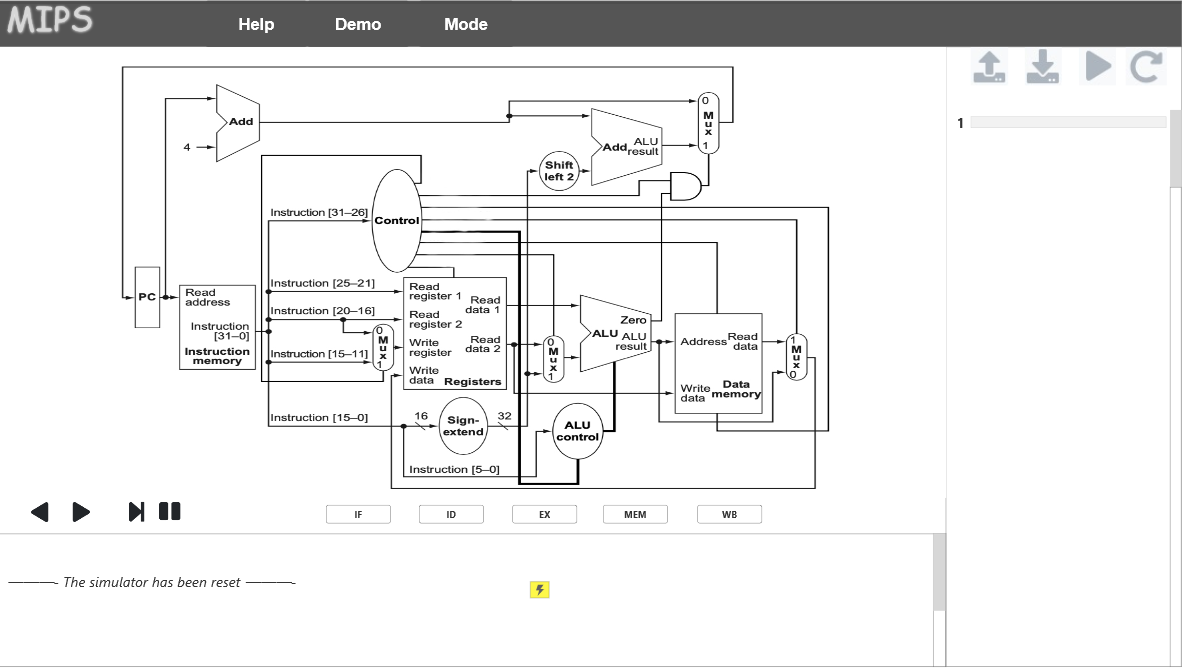 MIPS
Help
Demo
Mode
1
Add
4
Shift
left 2
Add
ALU
result
0
M
u
x
1
Control
Instruction [31–26]
Instruction [25–21]
Instruction [20–16]
Instruction [15–11]
Instruction [15–0]
Instruction [5–0]
PC
Read
address
Instruction
[31–0]
Instruction
memory
0
M
u
x
1
Read
register 1
Read
register 2
Write
register
Write
data
Read
data 1
Read
data 2
Registers
16
Sign-
extend
32
0
M
u
x
1
Zero
ALU
ALU
result
ALU
control
Address
Read
data
Write
data
Data
memory
1
M
u
x
0
IF
ID
EX
MEM
WB
————- The simulator has been reset ————-